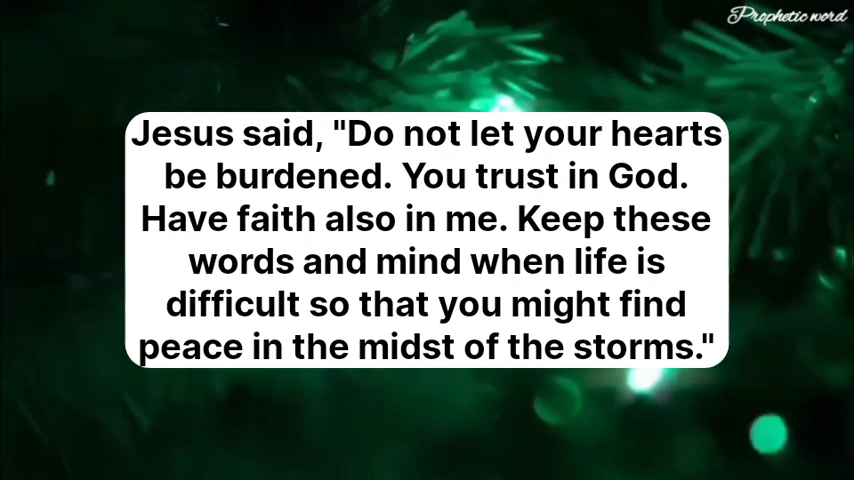 Prophetic word
Jesus said, "Do not let your hearts
be burdened. You trust in God.
Have faith also in me. Keep these
words and mind when life is
difficult so that you might find
peace in the midst of the storms."